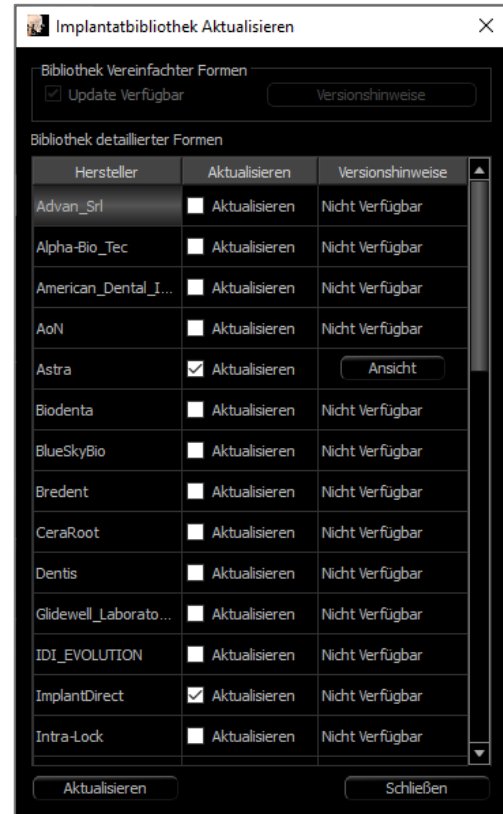 Implantatbibliothek Aktualisieren
Bibliothek Vereinfachter Formen
Update Verfügbar Versionshinweise
Bibliothek detaillierter Formen
Hersteller Aktualisieren Versionshinweise
Advan_Srl Aktualisieren Nicht Verfügbar
Alpha-Bio_Tec Aktualisieren Nicht Verfügbar
American_Dental_I... Aktualisieren Nicht Verfügbar
AoN Aktualisieren Nicht Verfügbar
Astra Aktualisieren Ansicht
Biodenta Aktualisieren Nicht Verfügbar
BlueSkyBio Aktualisieren Nicht Verfügbar
Bredent Aktualisieren Nicht Verfügbar
CeraRoot Aktualisieren Nicht Verfügbar
Dentis Aktualisieren Nicht Verfügbar
Glidewell_Laborato... Aktualisieren Nicht Verfügbar
IDI_EVOLUTION Aktualisieren Nicht Verfügbar
ImplantDirect Aktualisieren Nicht Verfügbar
Intra-Lock Aktualisieren Nicht Verfügbar
Aktualisieren Schließen